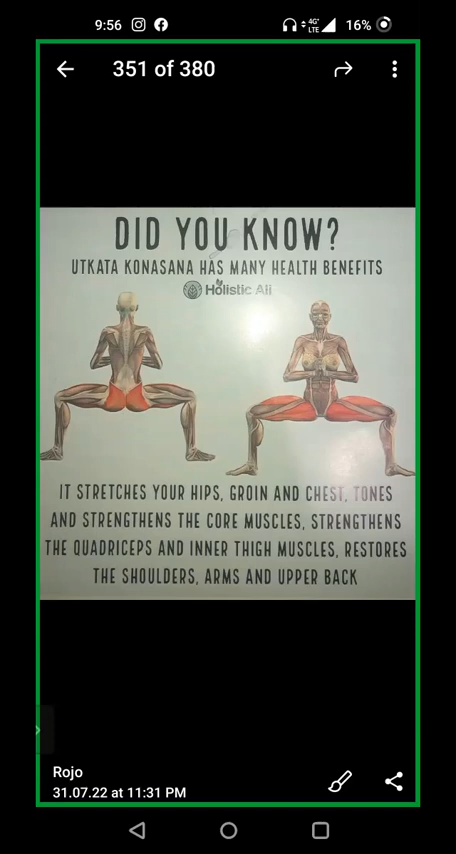 9:56
4G+
LTE
16%
351 of 380
DID YOU KNOW?
UTKATA KONASANA HAS MANY HEALTH BENEFITS
Holistic Ali
IT STRETCHES YOUR HIPS, GROIN AND CHEST, TONES
AND STRENGTHENS THE CORE MUSCLES, STRENGTHENS
THE QUADRICEPS AND INNER THIGH MUSCLES, RESTORES
THE SHOULDERS, ARMS AND UPPER BACK
Rojo
31.07.22 at 11:31 PM